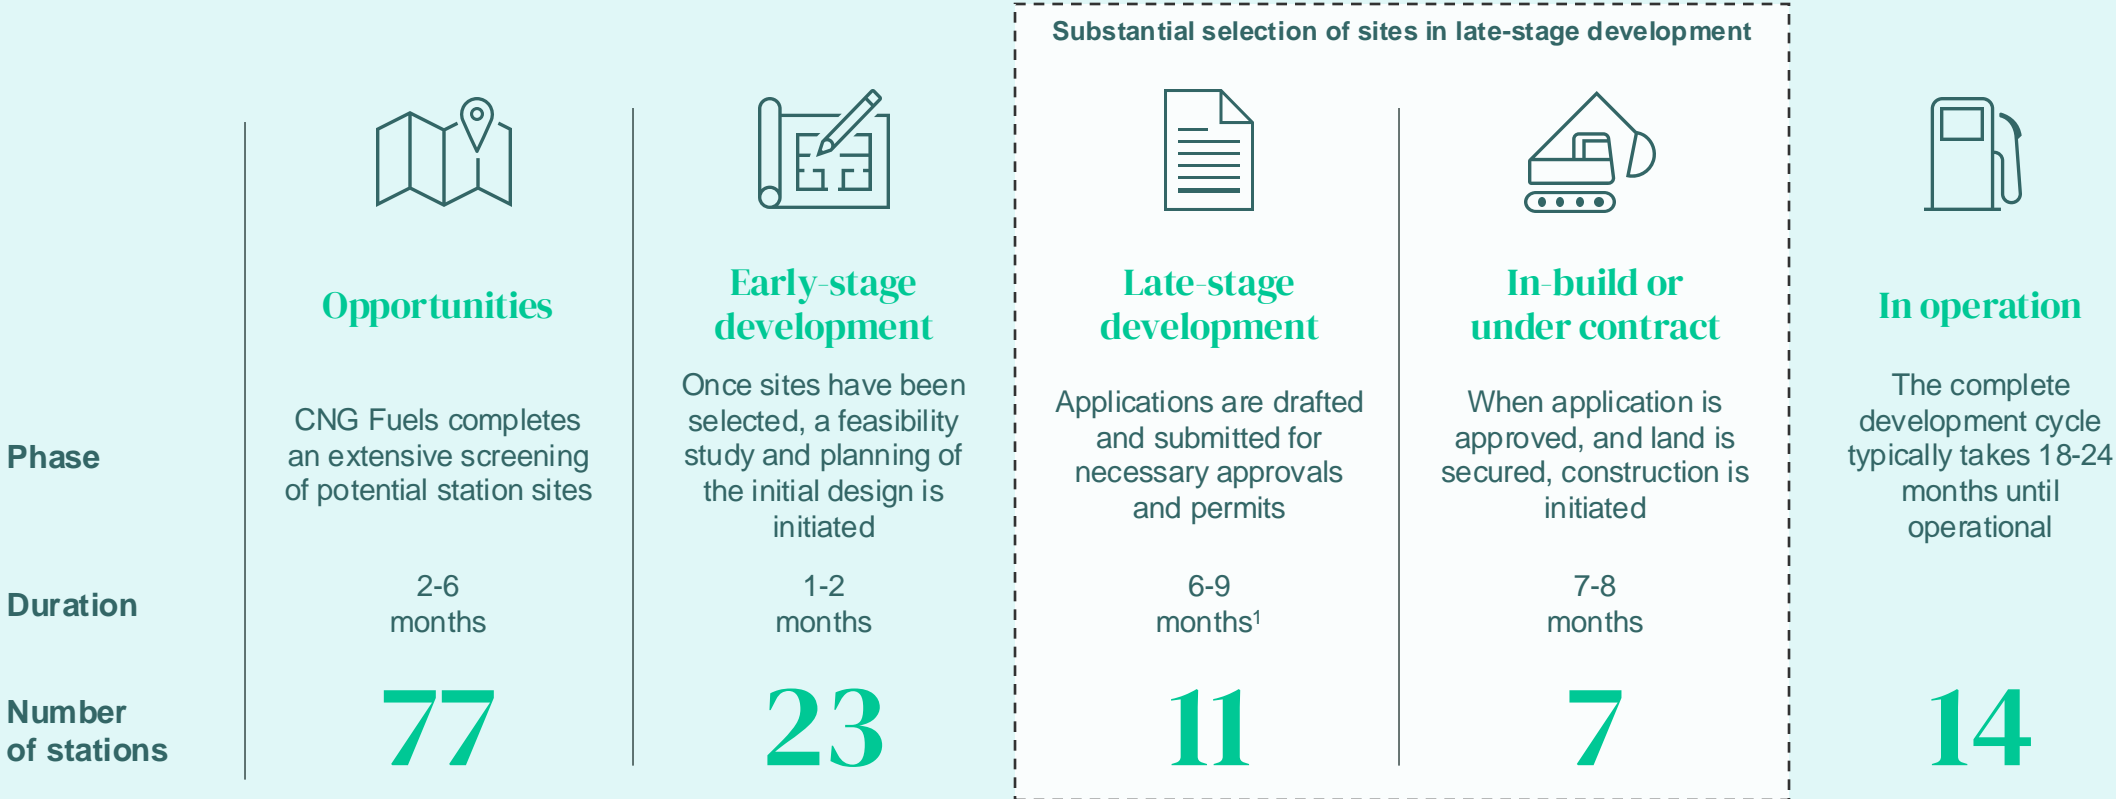 Substantial selection of sites in late-stage development
Opportunities
Early-stage
development
Late-stage
development
In-build or
under contract
In operation
Phase
CNG Fuels completes
an extensive screening
of potential station sites
Once sites have been
selected, a feasibility
study and planning of
the initial design is
initiated
Applications are drafted
and submitted for
necessary approvals
and permits
When application is
approved, and land is
secured, construction is
initiated
The complete
development cycle
typically takes 18-24
months until
operational
Duration
2-6
months
1-2
months
6-9
months¹
7-8
months
Number
of stations
77
23
11
7
14